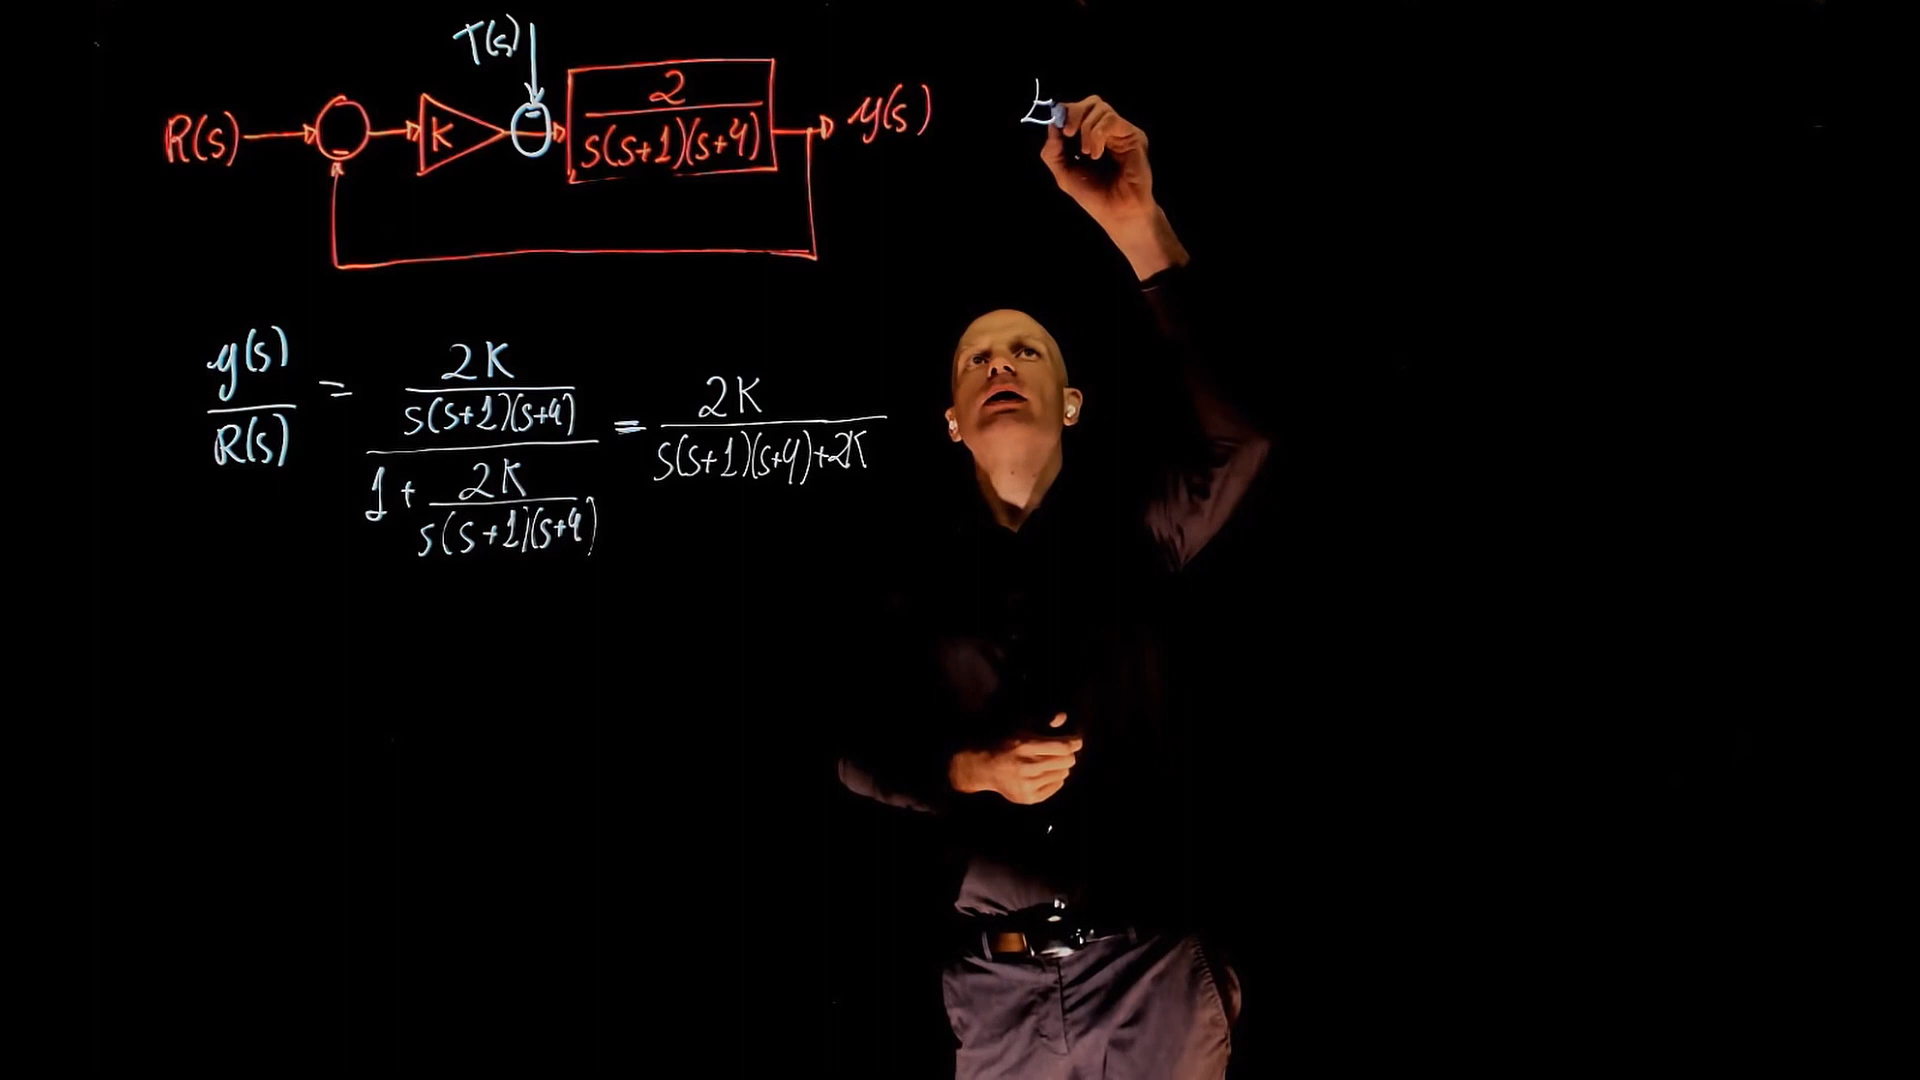 T(s)
R(s) K 2 / s(s+1)(s+4) y(s)
y(s) / R(s) = (2K / s(s+1)(s+4)) / (1 + 2K / s(s+1)(s+4)) = 2K / s(s+1)(s+4)+2K